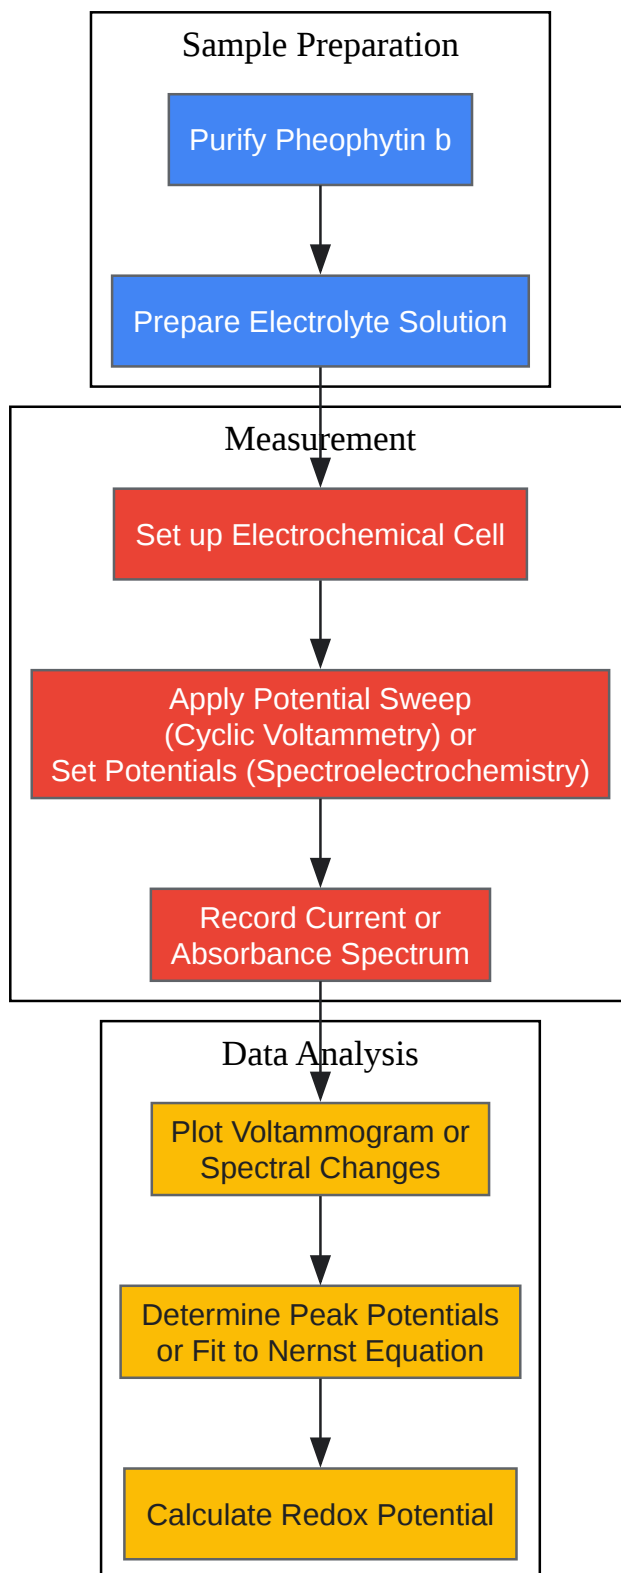 Sample Preparation
Purify Pheophytin b
Prepare Electrolyte Solution
Measurement
Set up Electrochemical Cell
Apply Potential Sweep
(Cyclic Voltammetry) or
Set Potentials (Spectroelectrochemistry)
Record Current or
Absorbance Spectrum
Data Analysis
Plot Voltammogram or
Spectral Changes
Determine Peak Potentials
or Fit to Nernst Equation
Calculate Redox Potential